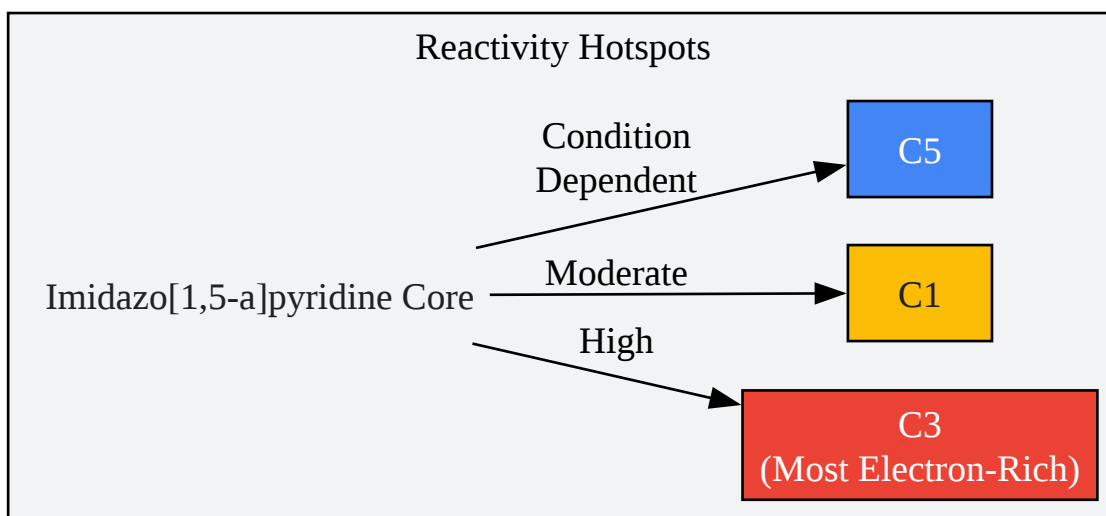 Reactivity Hotspots
Condition
Dependent
C5
Imidazo[1,5-a]pyridine Core
Moderate
C1
High
C3
(Most Electron-Rich)